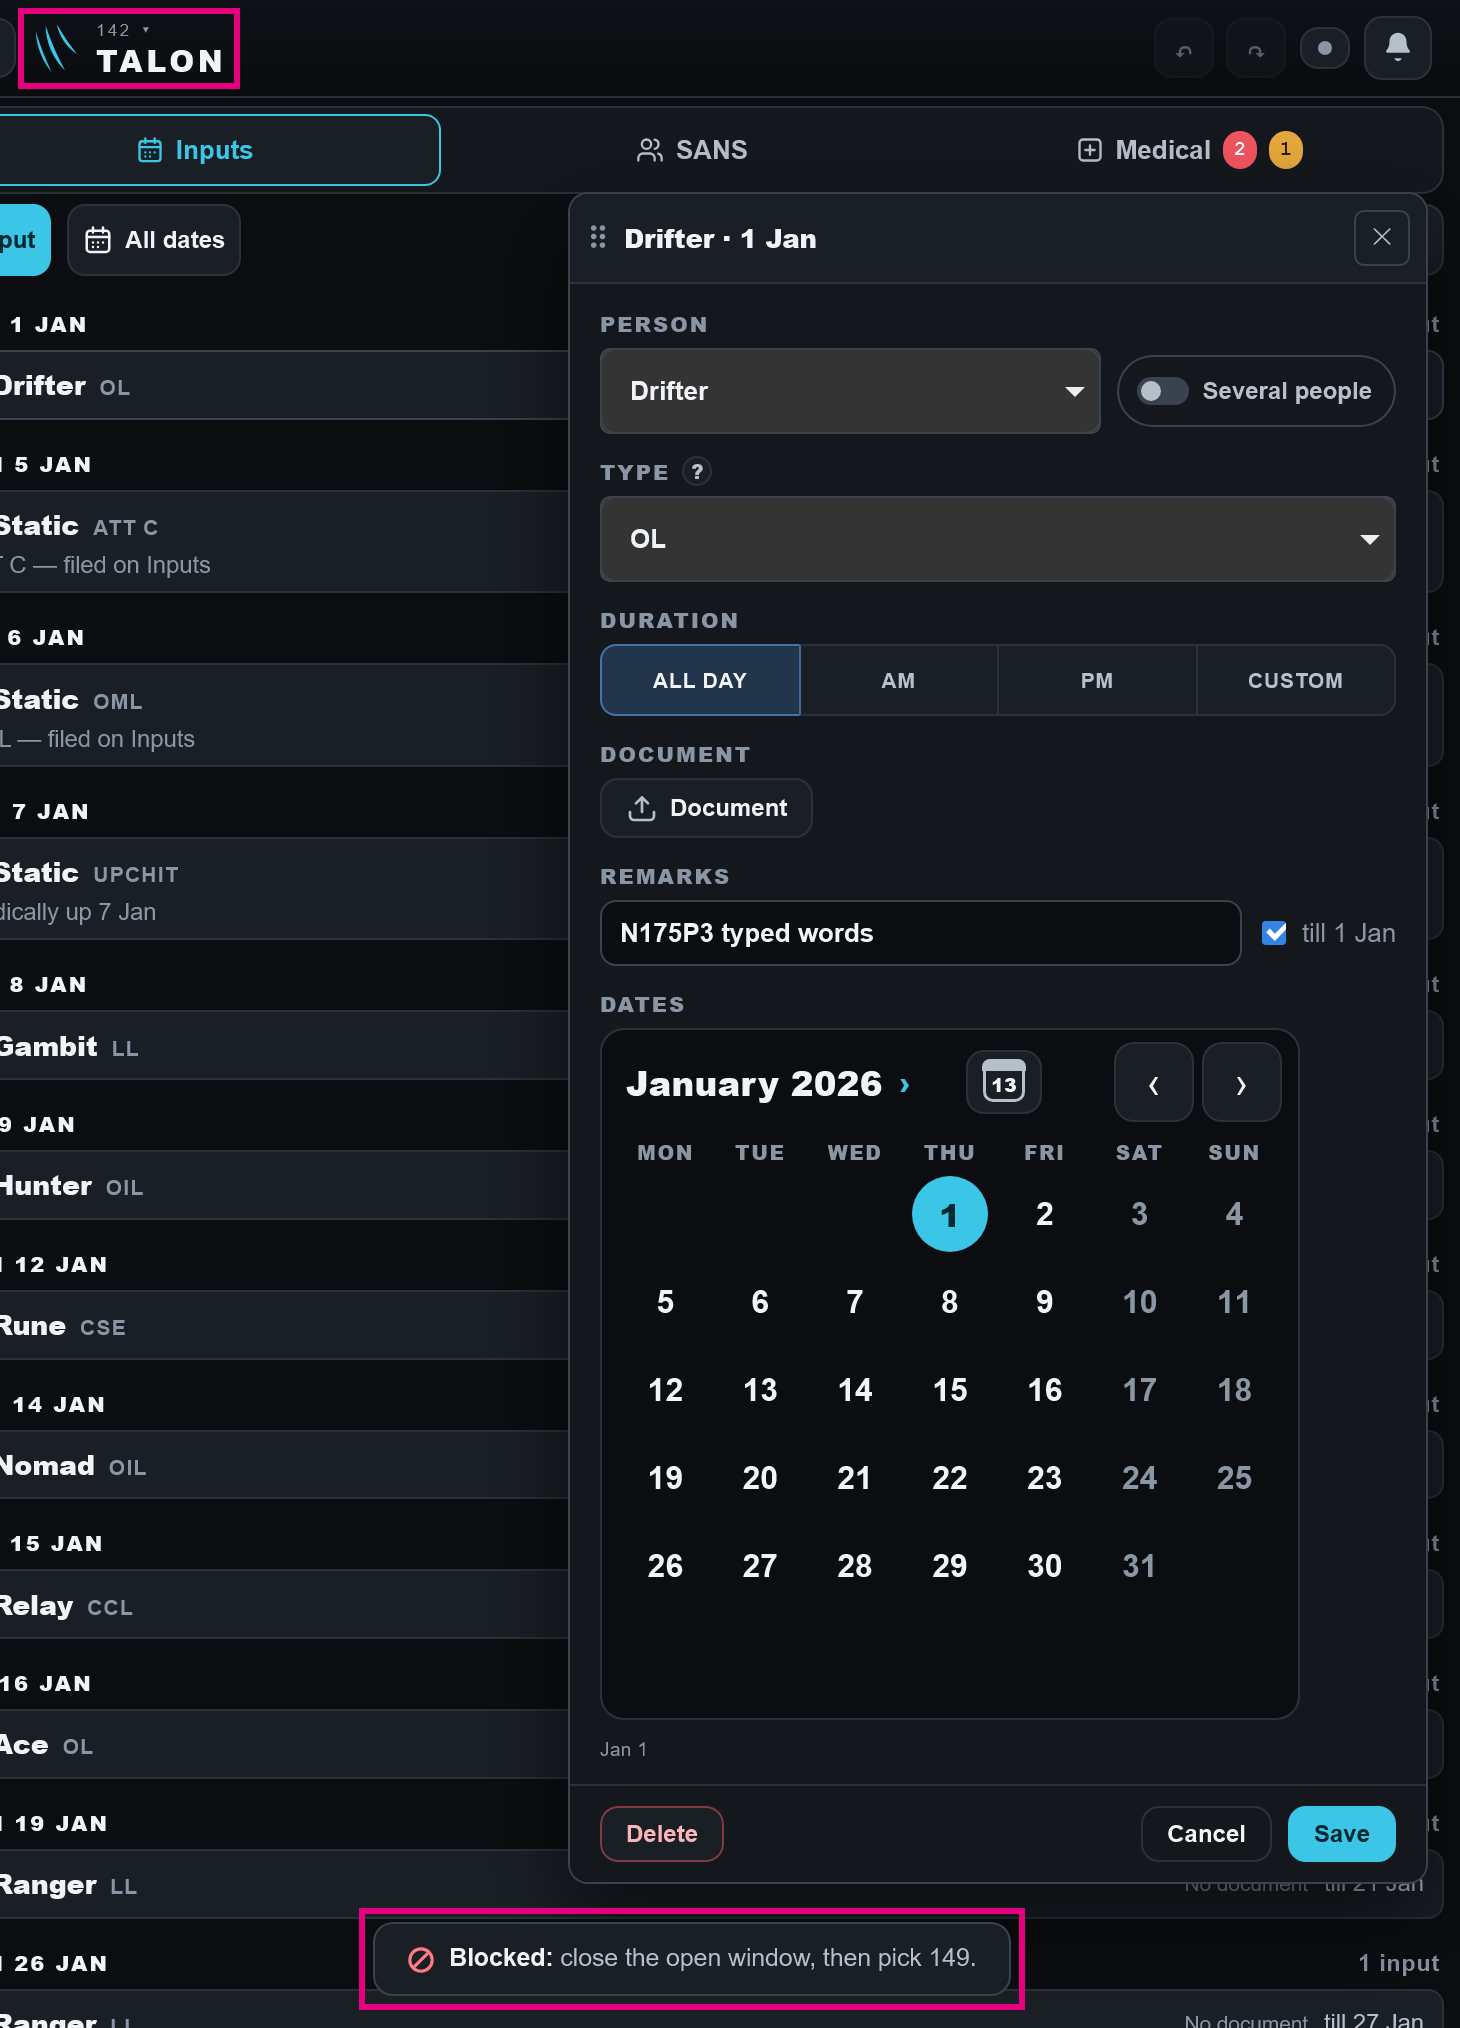 142 ▾
TALON
Inputs
SANS
Medical 2 1
put
All dates
1 JAN
Drifter OL
5 JAN
Static ATT C
C — filed on Inputs
6 JAN
Static OML
L — filed on Inputs
7 JAN
Static UPCHIT
dically up 7 Jan
8 JAN
Gambit LL
9 JAN
Hunter OIL
12 JAN
Rune CSE
14 JAN
Nomad OIL
15 JAN
Relay CCL
16 JAN
Ace OL
19 JAN
Ranger LL
No document till 21 Jan
26 JAN
1 input
Ranger LL
No document till 27 Jan
Drifter · 1 Jan
PERSON
Drifter
Several people
TYPE ?
OL
DURATION
ALL DAY AM PM CUSTOM
DOCUMENT
Document
REMARKS
N175P3 typed words
till 1 Jan
DATES
January 2026 ›
13
‹ ›
MON TUE WED THU FRI SAT SUN
1 2 3 4
5 6 7 8 9 10 11
12 13 14 15 16 17 18
19 20 21 22 23 24 25
26 27 28 29 30 31
Jan 1
Delete
Cancel
Save
Blocked: close the open window, then pick 149.